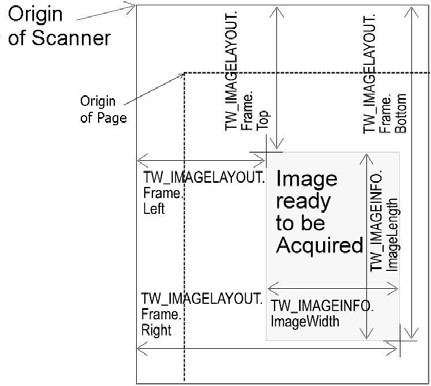 Origin
of Scanner
Origin
of Page
TW_IMAGELAYOUT.
Frame.
Top
TW_IMAGELAYOUT.
Frame.
Bottom
TW_IMAGELAYOUT.
Frame.
Left
Image
ready
to be
Acquired
TW_IMAGEINFO.
ImageLength
TW_IMAGELAYOUT.
Frame.
Right
TW_IMAGEINFO.
ImageWidth